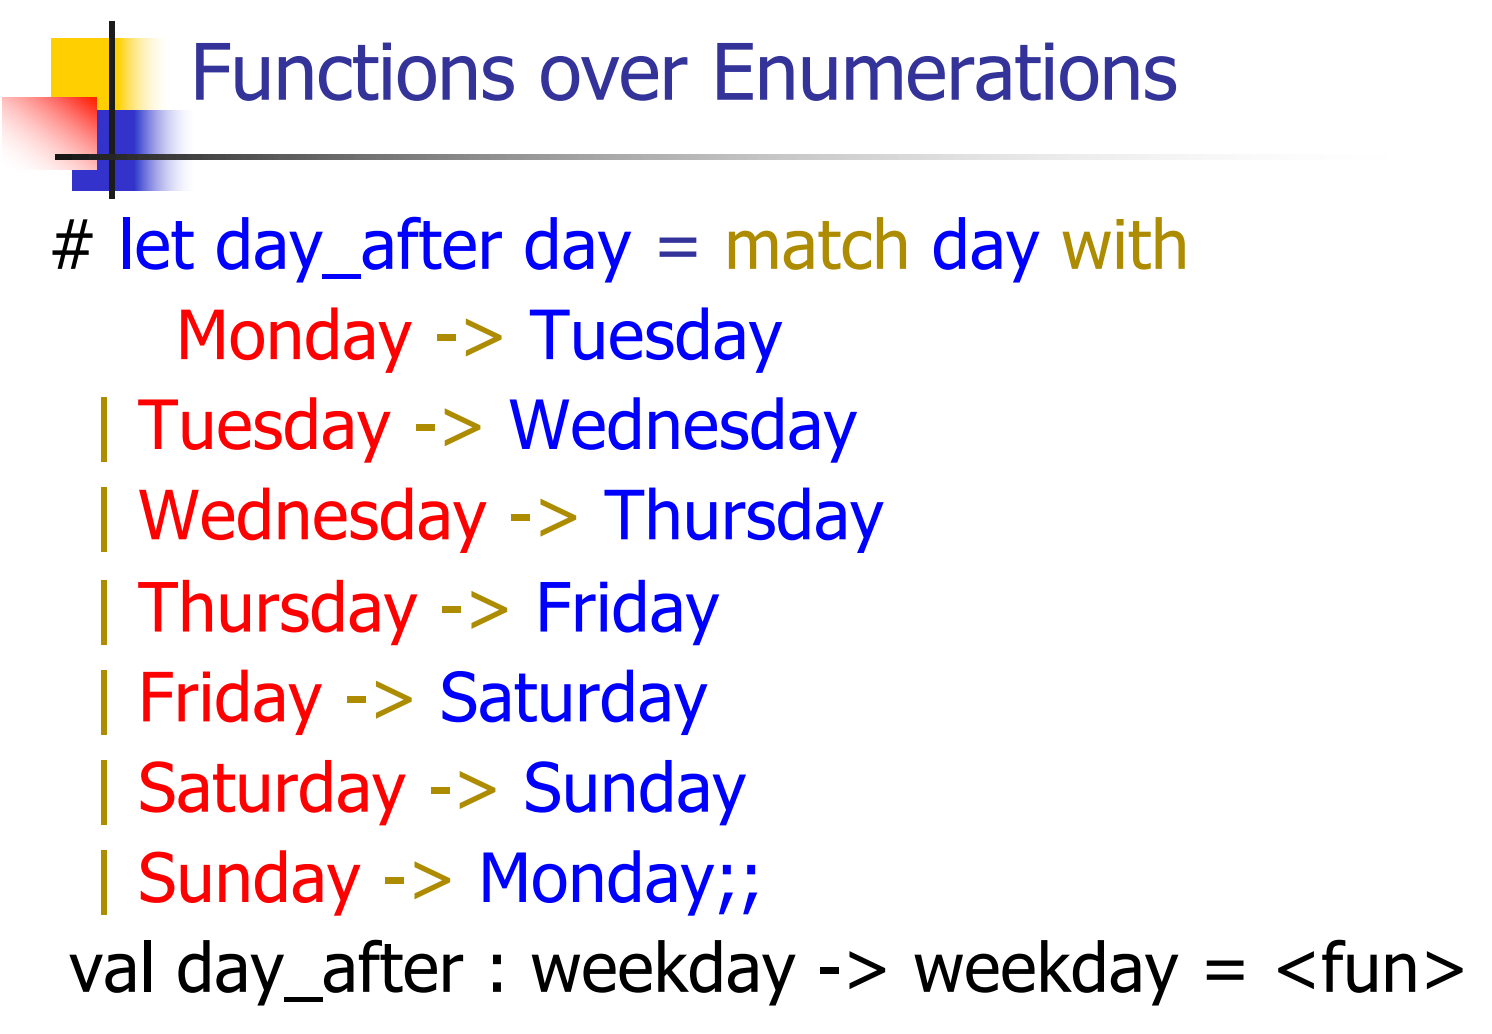 Functions over Enumerations
# let day_after day = match day with
Monday -> Tuesday
| Tuesday -> Wednesday
| Wednesday -> Thursday
| Thursday -> Friday
| Friday -> Saturday
| Saturday -> Sunday
| Sunday -> Monday;;
val day_after : weekday -> weekday = <fun>